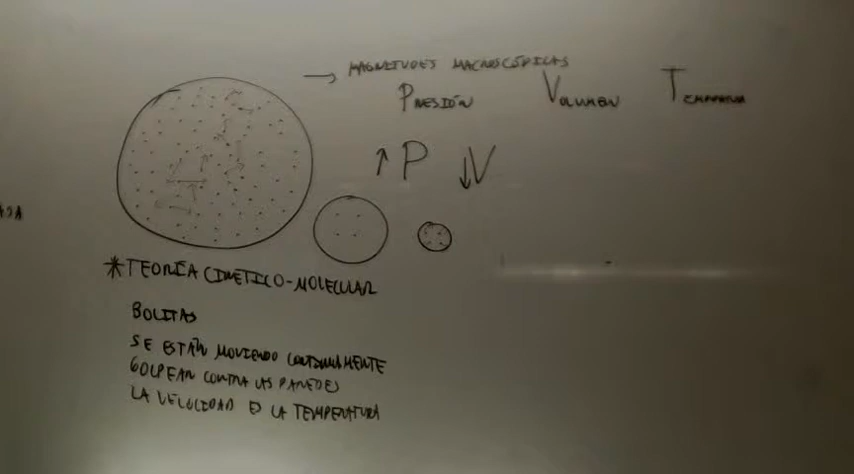 → MAGNITUDES MACROSCÓPICAS
PRESIÓN VOLUMEN TEMPERATURA
↑P ↓V
*TEORÍA CINETICO-MOLECULAR
BOLITAS
SE ESTÁN MOVIENDO CONTINUAMENTE
GOLPEAN CONTRA LAS PAREDES
LA VELOCIDAD ES LA TEMPERATURA